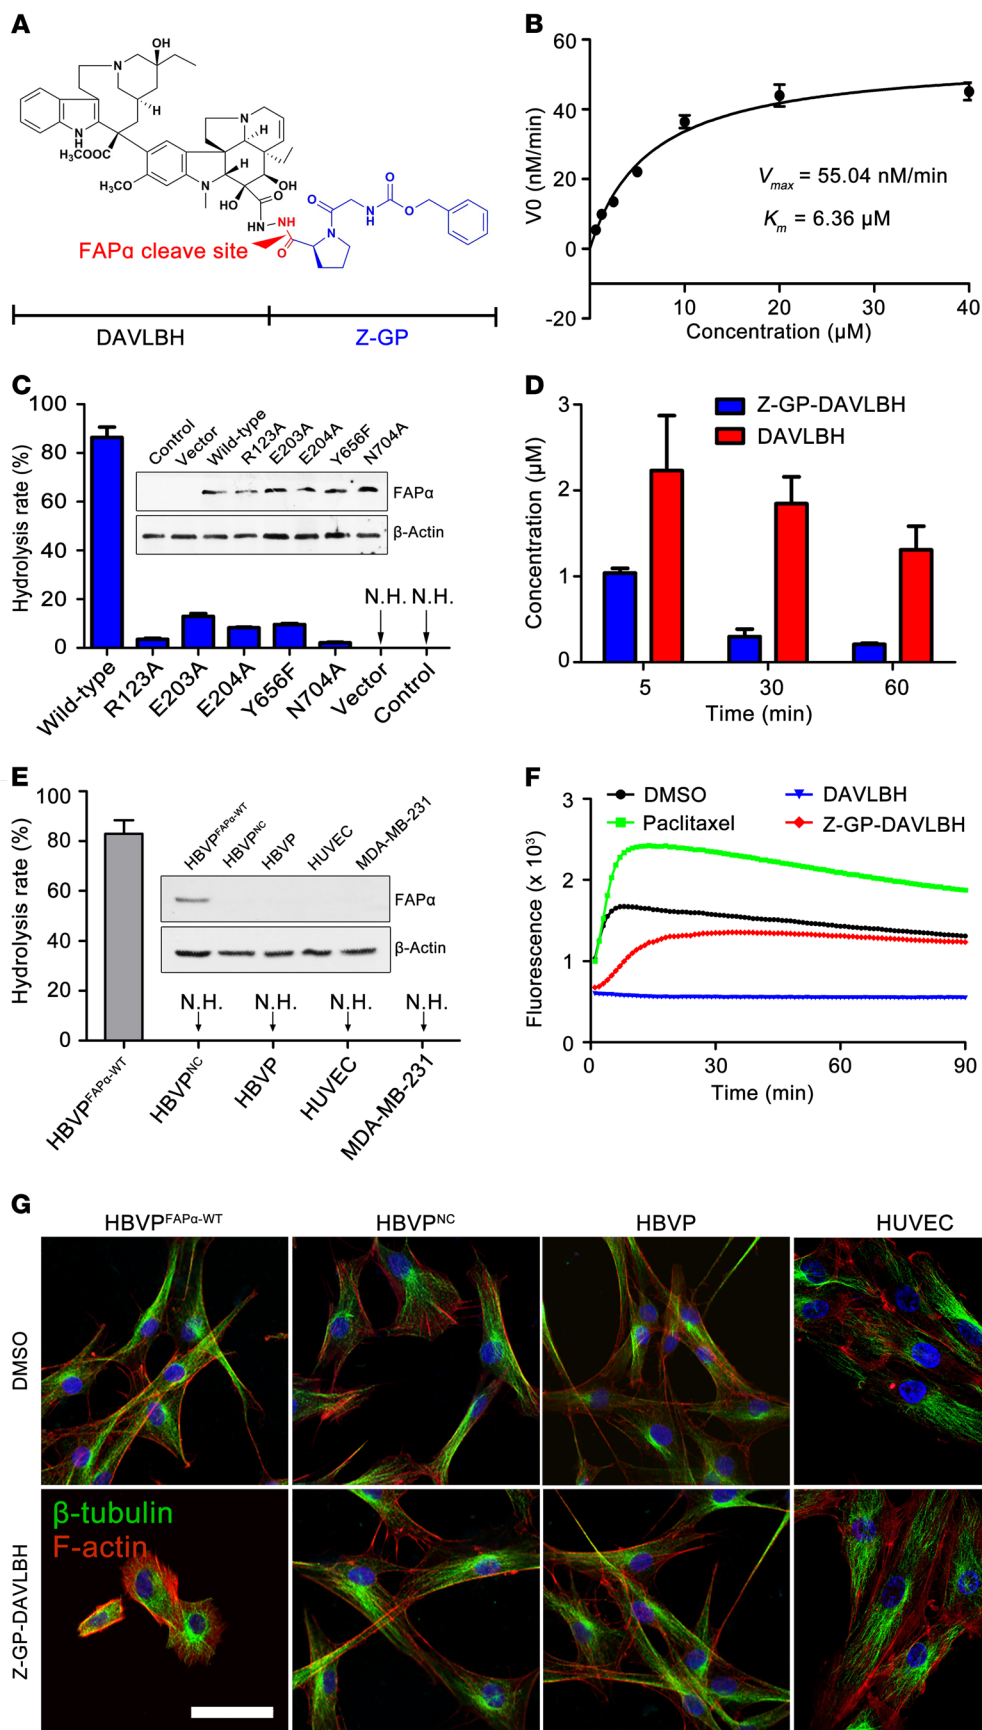 A
OH
N
H
N
H
H₃COOC
H₃CO
N
H
H
OH
HO
O
HN-NH
O
N
O
NH
O
O
FAPα cleave site
DAVLBH
Z-GP
B
V0 (nM/min)
60
40
20
0
-20
10
20
30
40
Concentration (µM)
Vmax = 55.04 nM/min
Km = 6.36 µM
C
Hydrolysis rate (%)
100
80
60
40
20
0
Control
Vector
Wild-type
R123A
E203A
E204A
Y656F
N704A
FAPα
β-Actin
N.H.
N.H.
Wild-type
R123A
E203A
E204A
Y656F
N704A
Vector
Control
D
Concentration (µM)
3
2
1
0
Z-GP-DAVLBH
DAVLBH
5
30
60
Time (min)
E
Hydrolysis rate (%)
100
80
60
40
20
0
HBVPFAPα-WT
HBVPNC
HBVP
HUVEC
MDA-MB-231
FAPα
β-Actin
N.H.
N.H.
N.H.
N.H.
HBVPFAPα-WT
HBVPNC
HBVP
HUVEC
MDA-MB-231
F
Fluorescence (x 10³)
3
2
1
0
DMSO
DAVLBH
Paclitaxel
Z-GP-DAVLBH
0
30
60
90
Time (min)
G
HBVPFAPα-WT
HBVPNC
HBVP
HUVEC
DMSO
Z-GP-DAVLBH
β-tubulin
F-actin